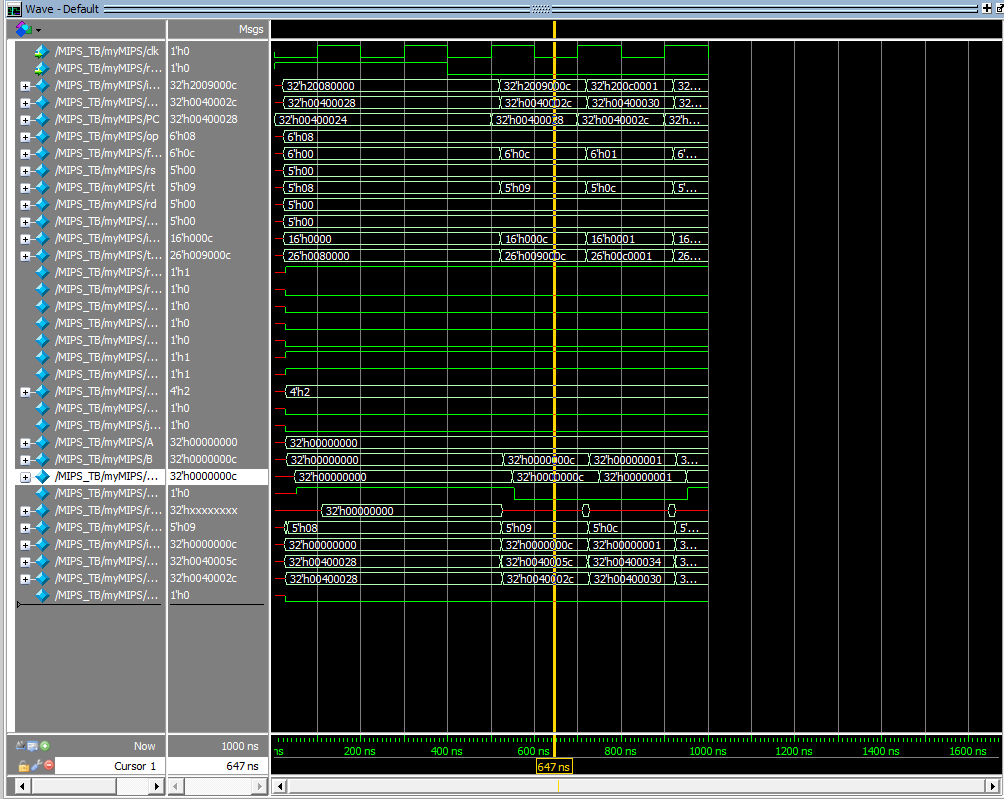 Wave - Default
Msgs
/MIPS_TB/myMIPS/clk 1'h0
/MIPS_TB/myMIPS/r... 1'h0
/MIPS_TB/myMIPS/i... 32'h2009000c 32'h20080000 32'h2009000c 32'h200c0001 32...
/MIPS_TB/myMIPS/... 32'h0040002c 32'h00400028 32'h0040002c 32'h00400030 32...
/MIPS_TB/myMIPS/PC 32'h00400028 32'h00400024 32'h00400028 32'h0040002c 32'h...
/MIPS_TB/myMIPS/op 6'h08 6'h08
/MIPS_TB/myMIPS/f... 6'h0c 6'h00 6'h0c 6'h01 6'...
/MIPS_TB/myMIPS/rs 5'h00 5'h00
/MIPS_TB/myMIPS/rt 5'h09 5'h08 5'h09 5'h0c 5'...
/MIPS_TB/myMIPS/rd 5'h00 5'h00
/MIPS_TB/myMIPS/... 5'h00 5'h00
/MIPS_TB/myMIPS/i... 16'h000c 16'h0000 16'h000c 16'h0001 16...
/MIPS_TB/myMIPS/t... 26'h009000c 26'h0080000 26'h009000c 26'h00c0001 26...
/MIPS_TB/myMIPS/r... 1'h1
/MIPS_TB/myMIPS/r... 1'h0
/MIPS_TB/myMIPS/... 1'h0
/MIPS_TB/myMIPS/... 1'h0
/MIPS_TB/myMIPS/... 1'h0
/MIPS_TB/myMIPS/... 1'h1
/MIPS_TB/myMIPS/... 1'h1
/MIPS_TB/myMIPS/... 4'h2 4'h2
/MIPS_TB/myMIPS/... 1'h0
/MIPS_TB/myMIPS/j... 1'h0
/MIPS_TB/myMIPS/A 32'h00000000 32'h00000000
/MIPS_TB/myMIPS/B 32'h0000000c 32'h00000000 32'h0000000c 32'h00000001 3...
/MIPS_TB/myMIPS/... 32'h0000000c 32'h00000000 32'h0000000c 32'h00000001
/MIPS_TB/myMIPS/... 1'h0
/MIPS_TB/myMIPS/r... 32'hxxxxxxxx 32'h00000000
/MIPS_TB/myMIPS/r... 5'h09 5'h08 5'h09 5'h0c 5'...
/MIPS_TB/myMIPS/i... 32'h0000000c 32'h00000000 32'h0000000c 32'h00000001 3...
/MIPS_TB/myMIPS/... 32'h0040005c 32'h00400028 32'h0040005c 32'h00400034 3...
/MIPS_TB/myMIPS/... 32'h0040002c 32'h00400028 32'h0040002c 32'h00400030 3...
/MIPS_TB/myMIPS/... 1'h0
Now 1000 ns ns 200 ns 400 ns 600 ns 800 ns 1000 ns 1200 ns 1400 ns 1600 ns
Cursor 1 647 ns 647 ns